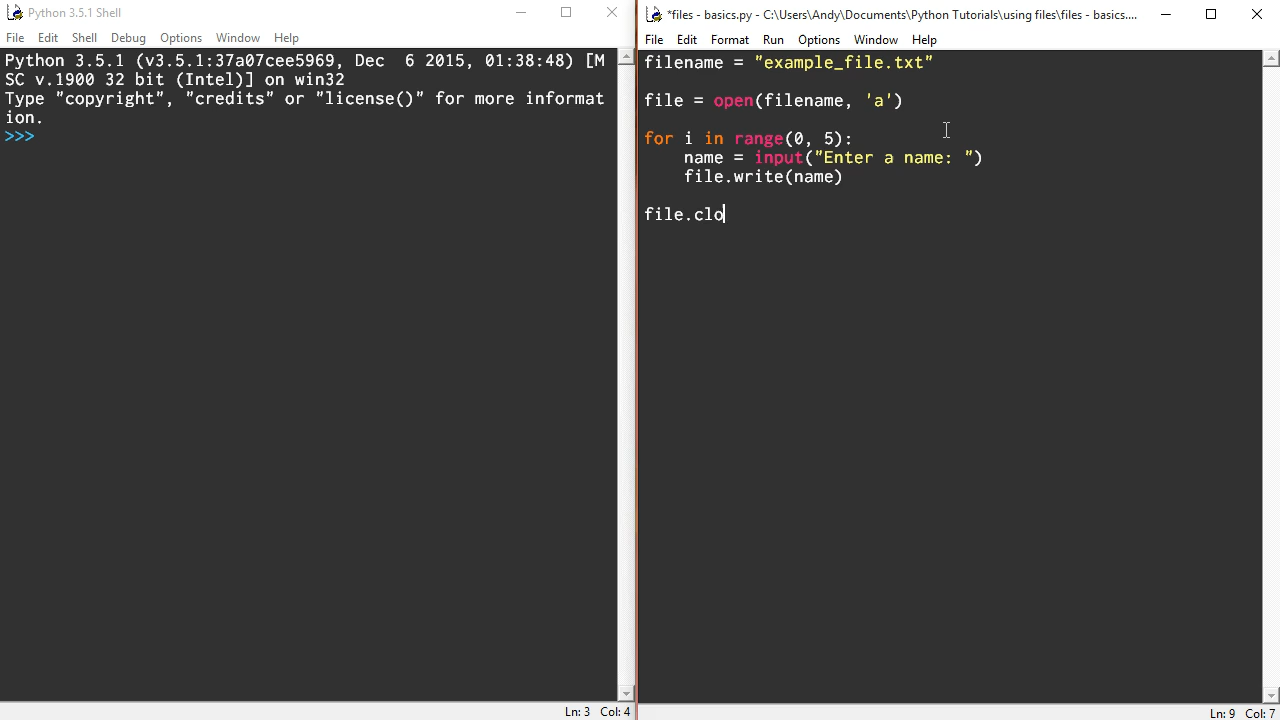 Python 3.5.1 Shell
File Edit Shell Debug Options Window Help
Python 3.5.1 (v3.5.1:37a07cee5969, Dec  6 2015, 01:38:48) [M
SC v.1900 32 bit (Intel)] on win32
Type "copyright", "credits" or "license()" for more informat
ion.
>>>
Ln: 3 Col: 4
*files - basics.py - C:\Users\Andy\Documents\Python Tutorials\using files\files - basics....
File Edit Format Run Options Window Help
filename = "example_file.txt"
file = open(filename, 'a')
for i in range(0, 5):
    name = input("Enter a name: ")
    file.write(name)
file.clo
Ln: 9 Col: 7